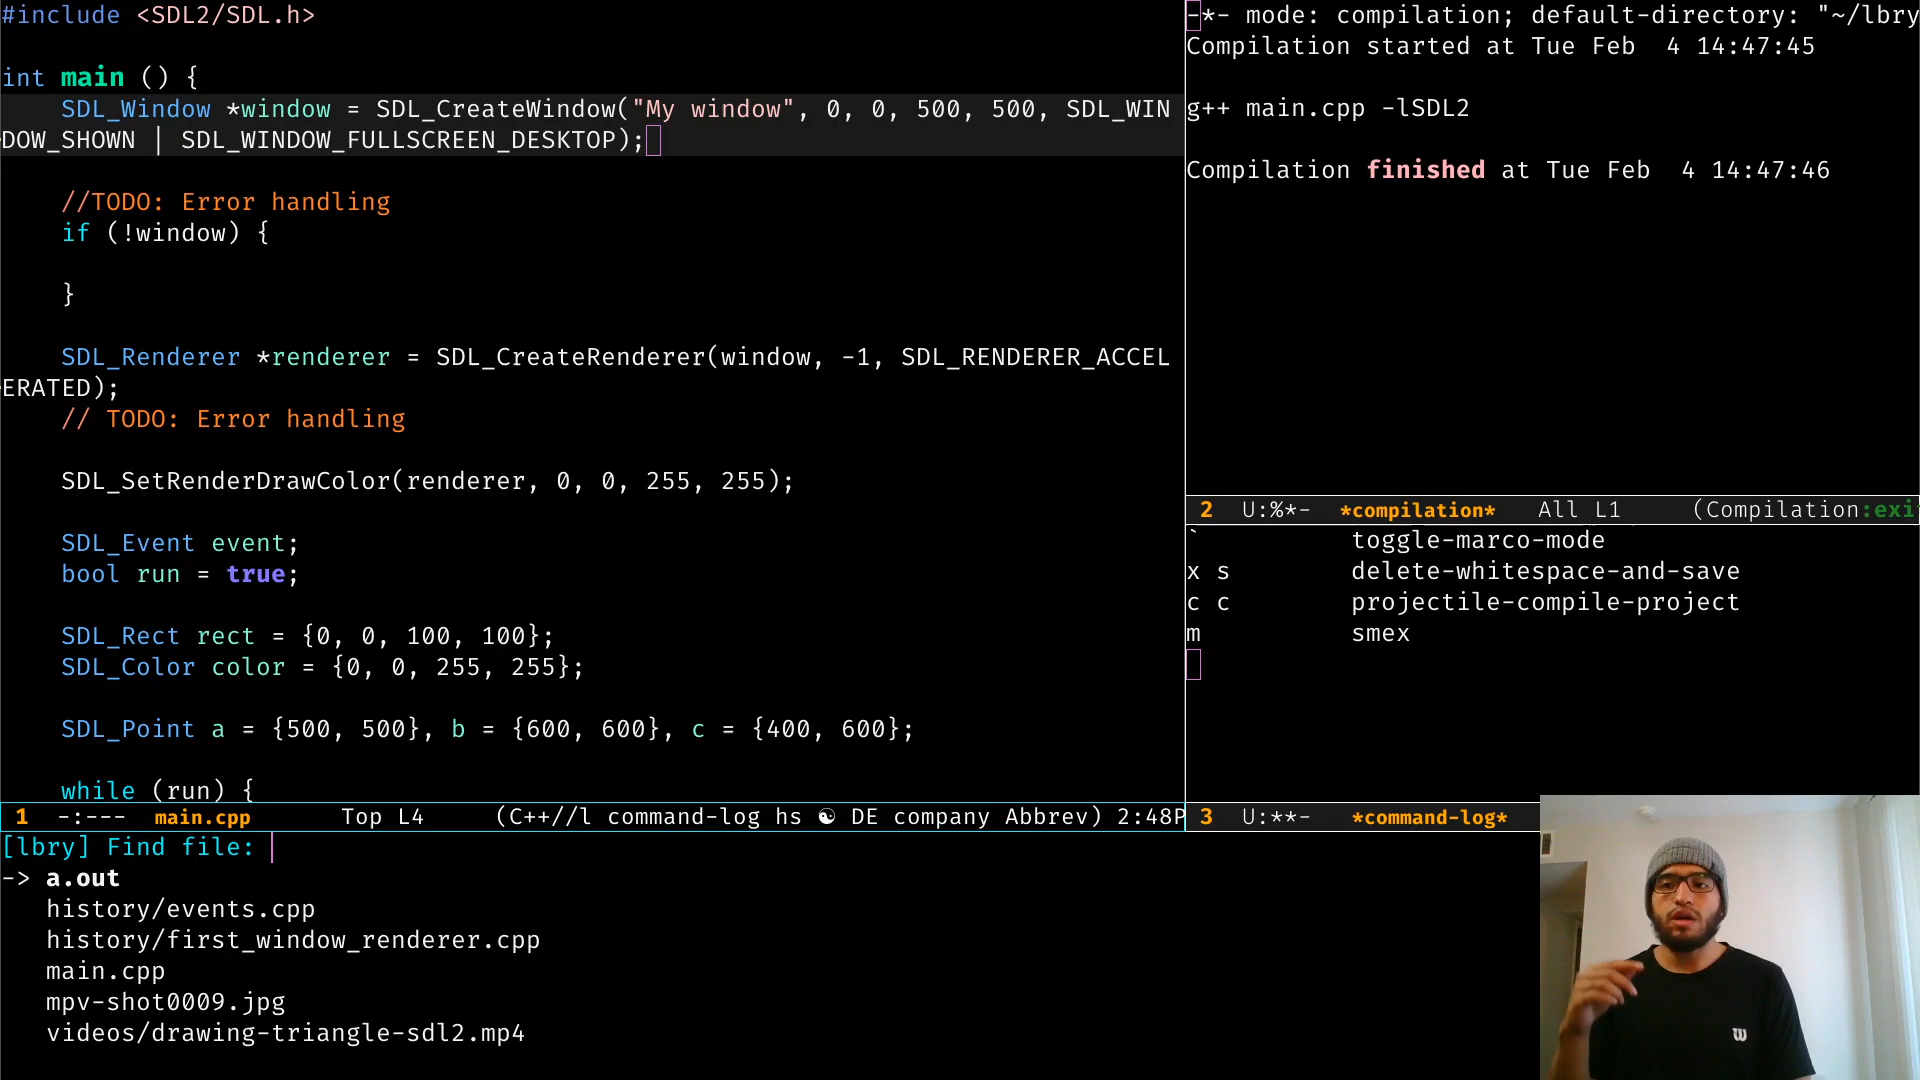 #include <SDL2/SDL.h>
int main () {
    SDL_Window *window = SDL_CreateWindow("My window", 0, 0, 500, 500, SDL_WIN
DOW_SHOWN | SDL_WINDOW_FULLSCREEN_DESKTOP);
    //TODO: Error handling
    if (!window) {
    }
    SDL_Renderer *renderer = SDL_CreateRenderer(window, -1, SDL_RENDERER_ACCEL
ERATED);
    // TODO: Error handling
    SDL_SetRenderDrawColor(renderer, 0, 0, 255, 255);
    SDL_Event event;
    bool run = true;
    SDL_Rect rect = {0, 0, 100, 100};
    SDL_Color color = {0, 0, 255, 255};
    SDL_Point a = {500, 500}, b = {600, 600}, c = {400, 600};
    while (run) {
1  -:---  main.cpp      Top L4     (C++//l command-log hs ☯ DE company Abbrev) 2:48P
-*- mode: compilation; default-directory: "~/lbry
Compilation started at Tue Feb  4 14:47:45
g++ main.cpp -lSDL2
Compilation finished at Tue Feb  4 14:47:46
2  U:%*-  *compilation*   All L1     (Compilation:exi
`          toggle-marco-mode
x s        delete-whitespace-and-save
c c        projectile-compile-project
m          smex
3  U:**-   *command-log*
[lbry] Find file:
-> a.out
   history/events.cpp
   history/first_window_renderer.cpp
   main.cpp
   mpv-shot0009.jpg
   videos/drawing-triangle-sdl2.mp4